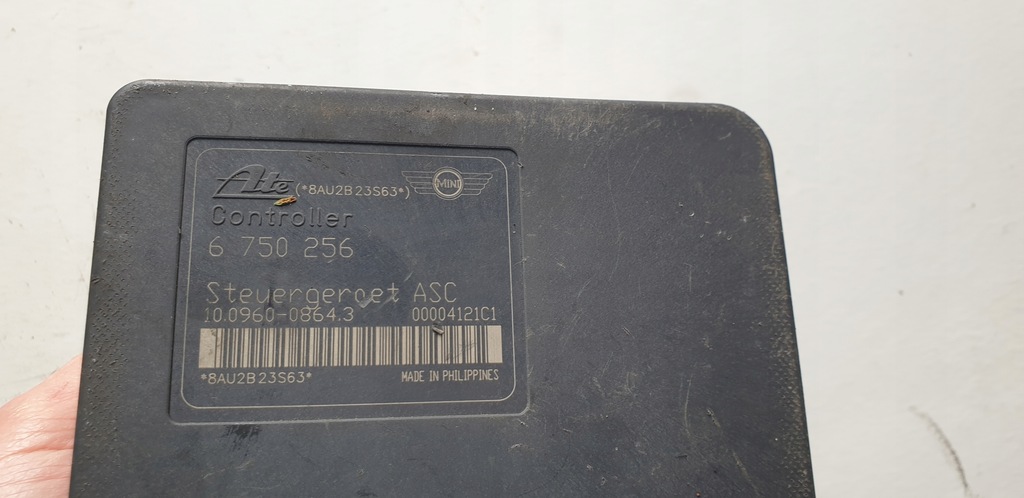 Ate (*8AU2B23S63*) MINI
Controller
6 750 256
Steuergeraet ASC
10.0960-0864.3 00004121C1
*8AU2B23S63* MADE IN PHILIPPINES